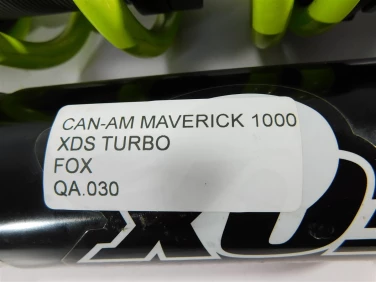 CAN-AM MAVERICK 1000
XDS TURBO
FOX
QA.030